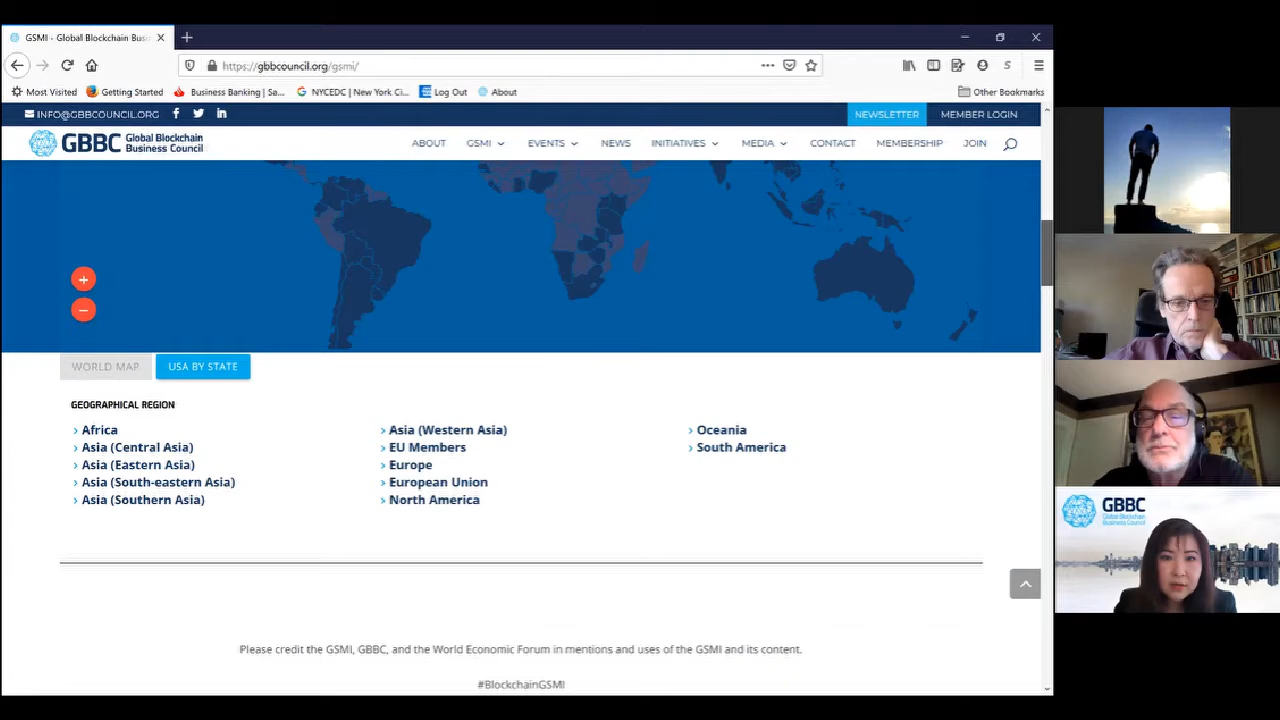 GSMI - Global Blockchain Bus
https://gbbcouncil.org/gsmi/
Most Visited
Getting Started
Business Banking | Sa...
NYCEDC | New York Ci...
Log Out
About
Other Bookmarks
INFO@GBBCOUNCIL.ORG
NEWSLETTER
MEMBER LOGIN
GBBC Global Blockchain
Business Council
ABOUT
GSMI
EVENTS
NEWS
INITIATIVES
MEDIA
CONTACT
MEMBERSHIP
JOIN
WORLD MAP
USA BY STATE
GEOGRAPHICAL REGION
Africa
Asia (Central Asia)
Asia (Eastern Asia)
Asia (South-eastern Asia)
Asia (Southern Asia)
Asia (Western Asia)
EU Members
Europe
European Union
North America
Oceania
South America
Please credit the GSMI, GBBC, and the World Economic Forum in mentions and uses of the GSMI and its content.
#BlockchainGSMI
GBBC
Global Blockchain
Business Council